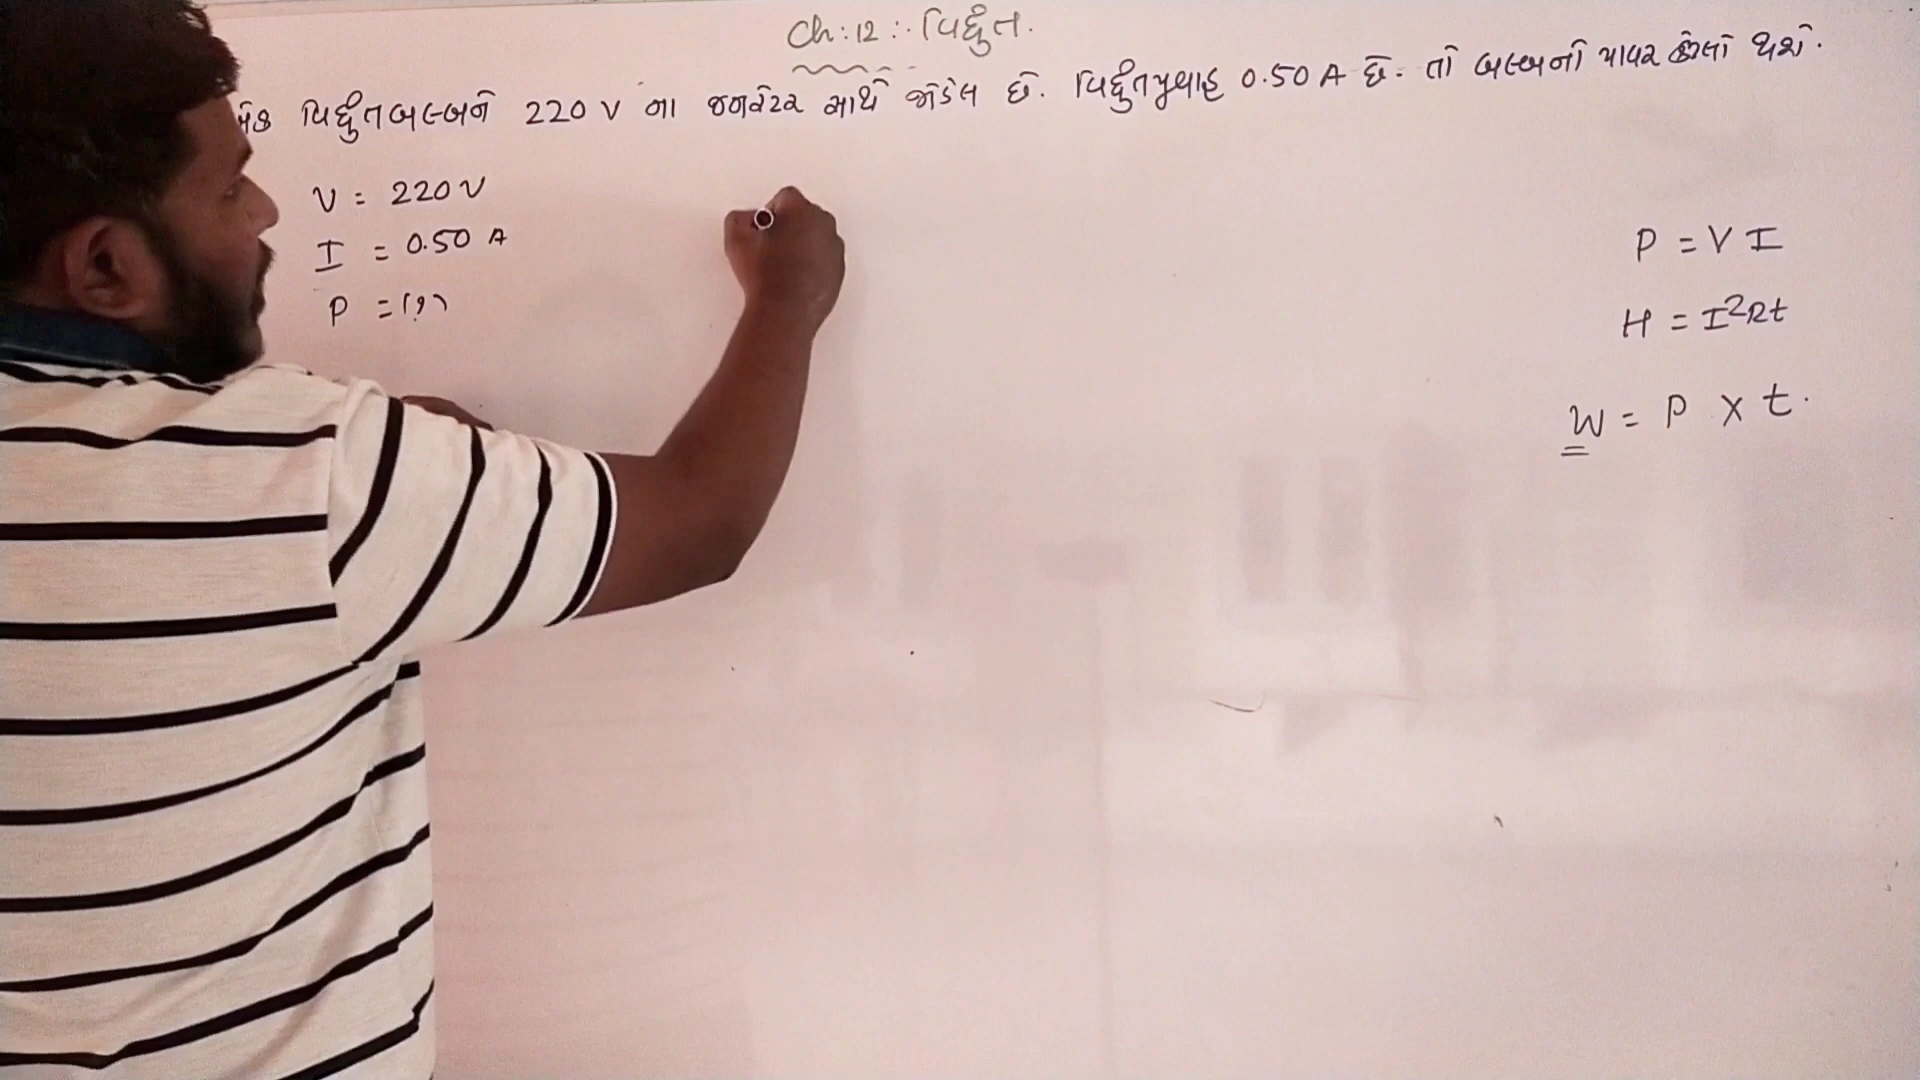 Ch:12 :. વિદ્યુત.
એક વિદ્યુતબલ્બને 220 V ના જનરેટર સાથે જોડેલ છે. વિદ્યુતપ્રવાહ 0.50 A છે. તો બલ્બનો પાવર કેટલો થશે.
V = 220 V
I = 0.50 A
P = (?)
P = V I
H = I²Rt
W = P × t.